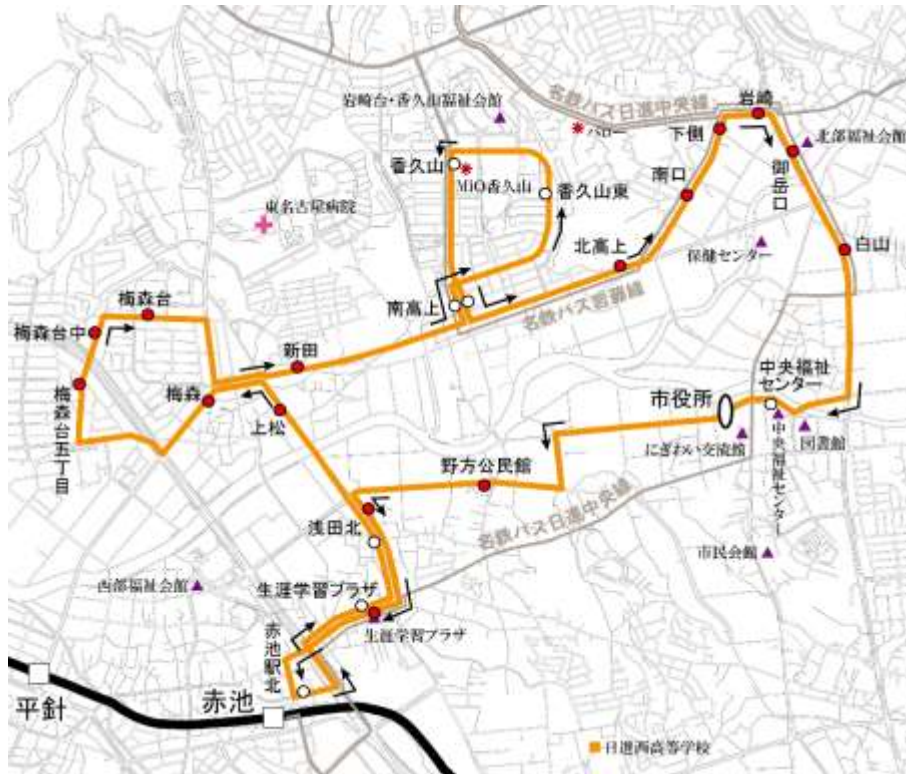 名鉄バス日進中央線
岩崎
岩崎台・香久山福祉会館
バロー
下側
北部福祉会館
香久山
MiO香久山
香久山東
南口
御岳口
東名古屋病院
北高上
保健センター
白山
梅森台
南高上
名鉄バス岩藤線
梅森台中
新田
中央福祉
センター
梅森
市役所
上松
梅森台五丁目
にぎわい交流館
中央福祉センター
図書館
野方公民館
浅田北
名鉄バス日進中央線
市民会館
西部福祉会館
生涯学習プラザ
生涯学習プラザ
赤池駅北
赤池
平針
日進西高等学校